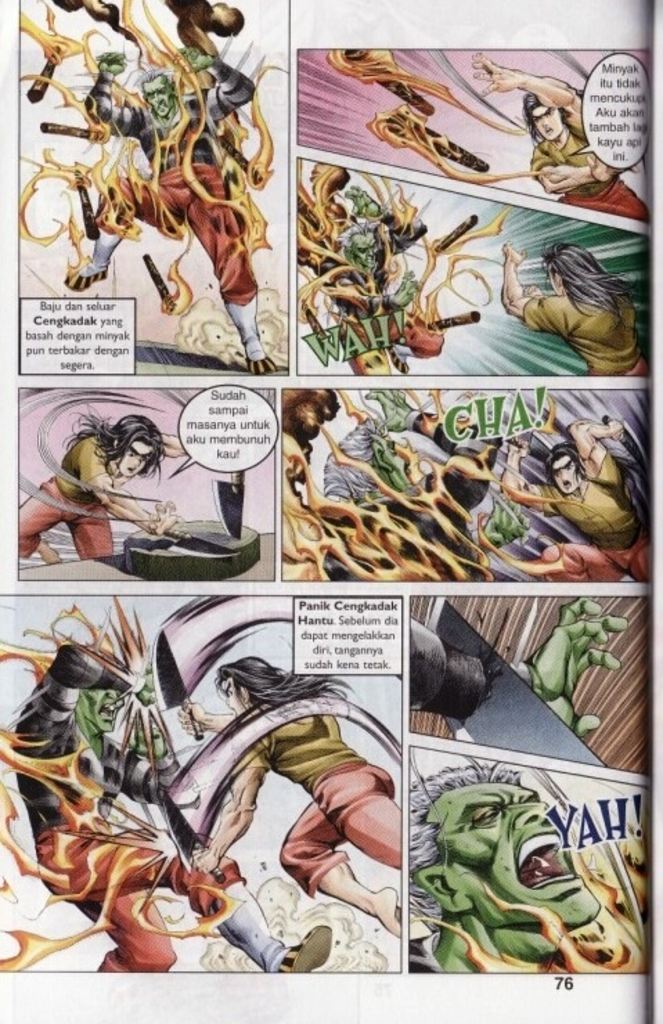 Baju dan seluar
Cengkadak yang
basah dengan minyak
pun terbakar dengan
segera.
Minyak
itu tidak
mencukupi.
Aku akan
tambah lagi
kayu api
ini.
WAH!
Sudah
sampai
masanya untuk
aku membunuh
kau!
CHA!
Panik Cengkadak
Hantu. Sebelum dia
dapat mengelakkan
diri, tangannya
sudah kena tetak.
YAH!
76